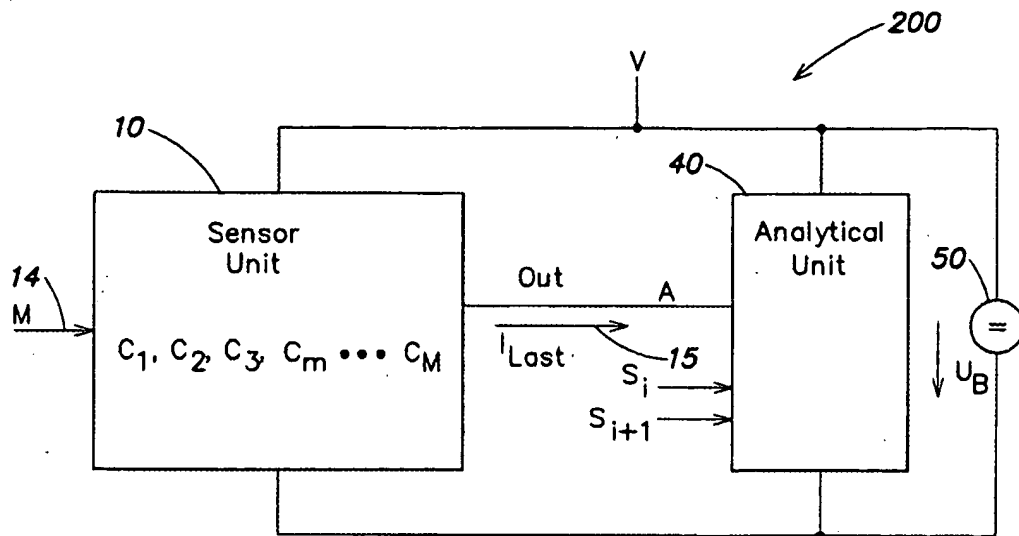 200
V
10
40
Sensor
Unit
Analytical
Unit
50
14
M
Out
A
=
C1, C2, C3, Cm ••• CM
ILast
15
UB
Si
Si+1